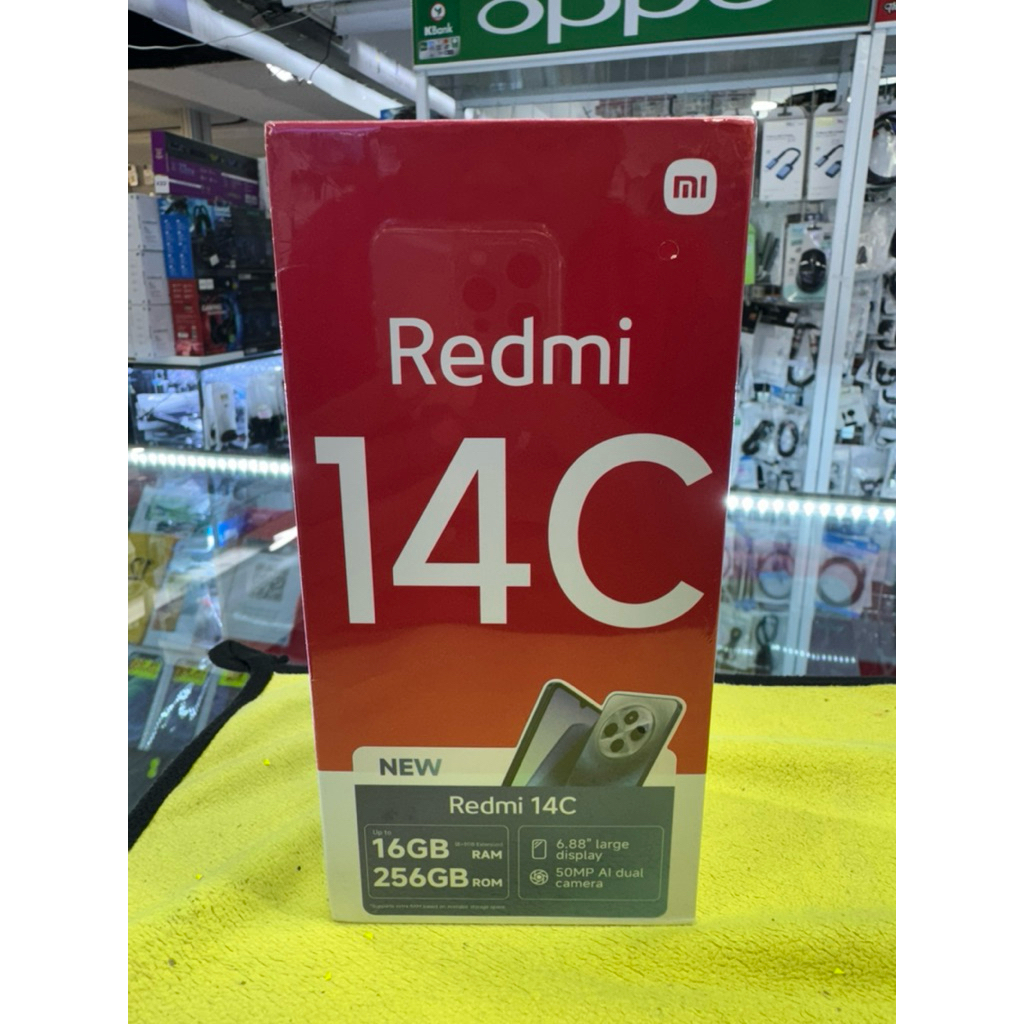 KBank
oppo
mi
Redmi
14C
NEW
Redmi 14C
Up to
16GB RAM
256GB ROM
6.88" large
display
50MP AI dual
camera